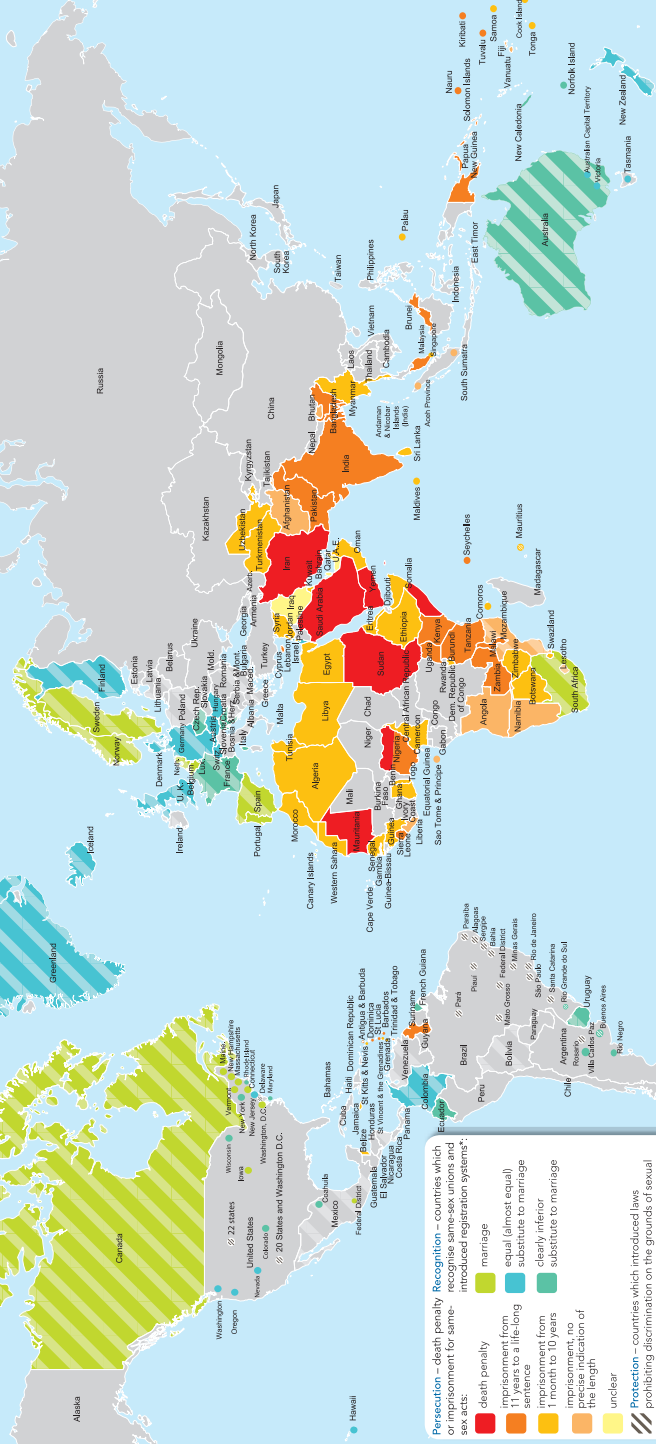 Alaska
Canada
Greenland
Iceland
Norway
Sweden
Finland
Russia
Hawaii
Washington
Oregon
Nevada
Colorado
United States
22 states
20 States and Washington D.C.
Wisconsin
Iowa
Vermont
New York
New Jersey
Washington, D.C.
Maine
New Hampshire
Massachusetts
Rhode-Island
Connecticut
Delaware
Maryland
Coahuila
Mexico
Federal District
Bahamas
Cuba
Haiti
Dominican Republic
Jamaica
Belize
Honduras
Guatemala
El Salvador
Nicaragua
Costa Rica
Panama
St Kitts & Nevis
Antigua & Barbuda
Dominica
St Lucia
St Vincent & the Grenadines
Barbados
Grenada
Trinidad & Tobago
Venezuela
Guyana
Suriname
French Guiana
Colombia
Ecuador
Peru
Brazil
Bolivia
Paraguay
Chile
Argentina
Uruguay
Pará
Piauí
Paraíba
Alagoas
Sergipe
Bahia
Federal District
Minas Gerais
Mato Grosso
Rio de Janeiro
São Paulo
Santa Catarina
Rio Grande do Sul
Rosario
Villa Carlos Paz
Buenos Aires
Rio Negro
Ireland
U. K.
Denmark
Neth.
Belgium
Lux.
Germany
Poland
Czech Rep.
Slovakia
Austria
Hungary
Switz.
Slovenia
Croatia
Romania
Bosnia & Herz.
Serbia & Mont.
Bulgaria
Albania
Maced.
Italy
Greece
France
Spain
Portugal
Malta
Estonia
Latvia
Lithuania
Belarus
Ukraine
Mold.
Georgia
Armenia
Azerb.
Turkey
Cyprus
Lebanon
Israel
Syria
Jordan
Palestine
Iraq
Iran
Kuwait
Bahrain
Qatar
U.A.E.
Oman
Saudi Arabia
Yemen
Kazakhstan
Uzbekistan
Turkmenistan
Kyrgyzstan
Tajikistan
Afghanistan
Pakistan
India
Nepal
Bhutan
Bangladesh
Myanmar
Sri Lanka
Maldives
Andaman
& Nicobar
Islands
(India)
China
Mongolia
North Korea
South
Korea
Japan
Taiwan
Philippines
Laos
Thailand
Vietnam
Cambodia
Brunei
Malaysia
Singapore
Aceh Province
South Sumatra
Indonesia
East Timor
Palau
Papua
New Guinea
Nauru
Solomon Islands
Kiribati
Tuvalu
Samoa
Fiji
Vanuatu
Cook Island
Tonga
New Caledonia
Norfolk Island
Australia
Australian Capital Territory
Victoria
Tasmania
New Zealand
Canary Islands
Western Sahara
Morocco
Algeria
Tunisia
Libya
Egypt
Mauritania
Mali
Niger
Chad
Sudan
Cape Verde
Senegal
Gambia
Guinea-Bissau
Guinea
Sierra
Leone
Liberia
Ivory
Coast
Burkina
Faso
Ghana
Togo
Benin
Nigeria
Cameroon
Equatorial Guinea
Sao Tome & Principe
Central African Republic
Gabon
Congo
Dem. Republic
of Congo
Eritrea
Djibouti
Ethiopia
Somalia
Uganda
Kenya
Rwanda
Burundi
Tanzania
Angola
Zambia
Malawi
Mozambique
Zimbabwe
Namibia
Botswana
South Africa
Swaziland
Lecotho
Madagascar
Comoros
Seychelles
Mauritius
Persecution – death penalty
or imprisonment for same-
sex acts:
death penalty
imprisonment from
11 years to a life-long
sentence
imprisonment from
1 month to 10 years
imprisonment, no
precise indication of
the length
unclear
Recognition – countries which
recognise same-sex unions and
introduced registration systems*:
marriage
equal (almost equal)
substitute to marriage
clearly inferior
substitute to marriage
Protection – countries which introduced laws
prohibiting discrimination on the grounds of sexual